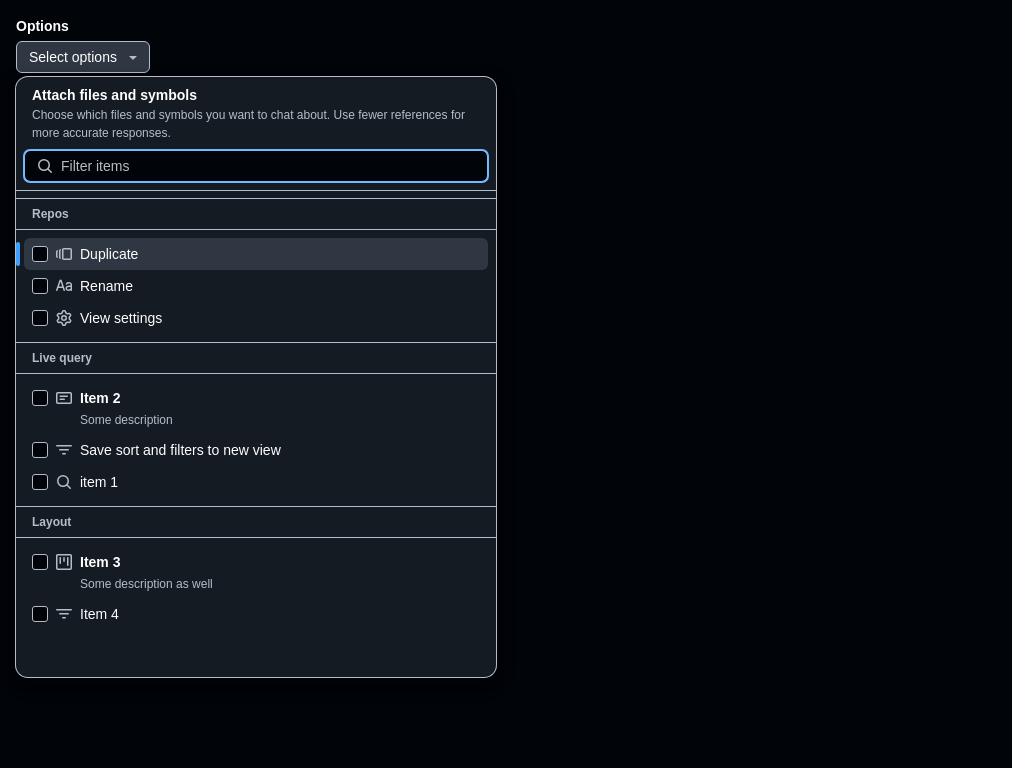 Options
Select options
Attach files and symbols
Choose which files and symbols you want to chat about. Use fewer references for
more accurate responses.
Filter items
Repos
Duplicate
Rename
View settings
Live query
Item 2
Some description
Save sort and filters to new view
item 1
Layout
Item 3
Some description as well
Item 4